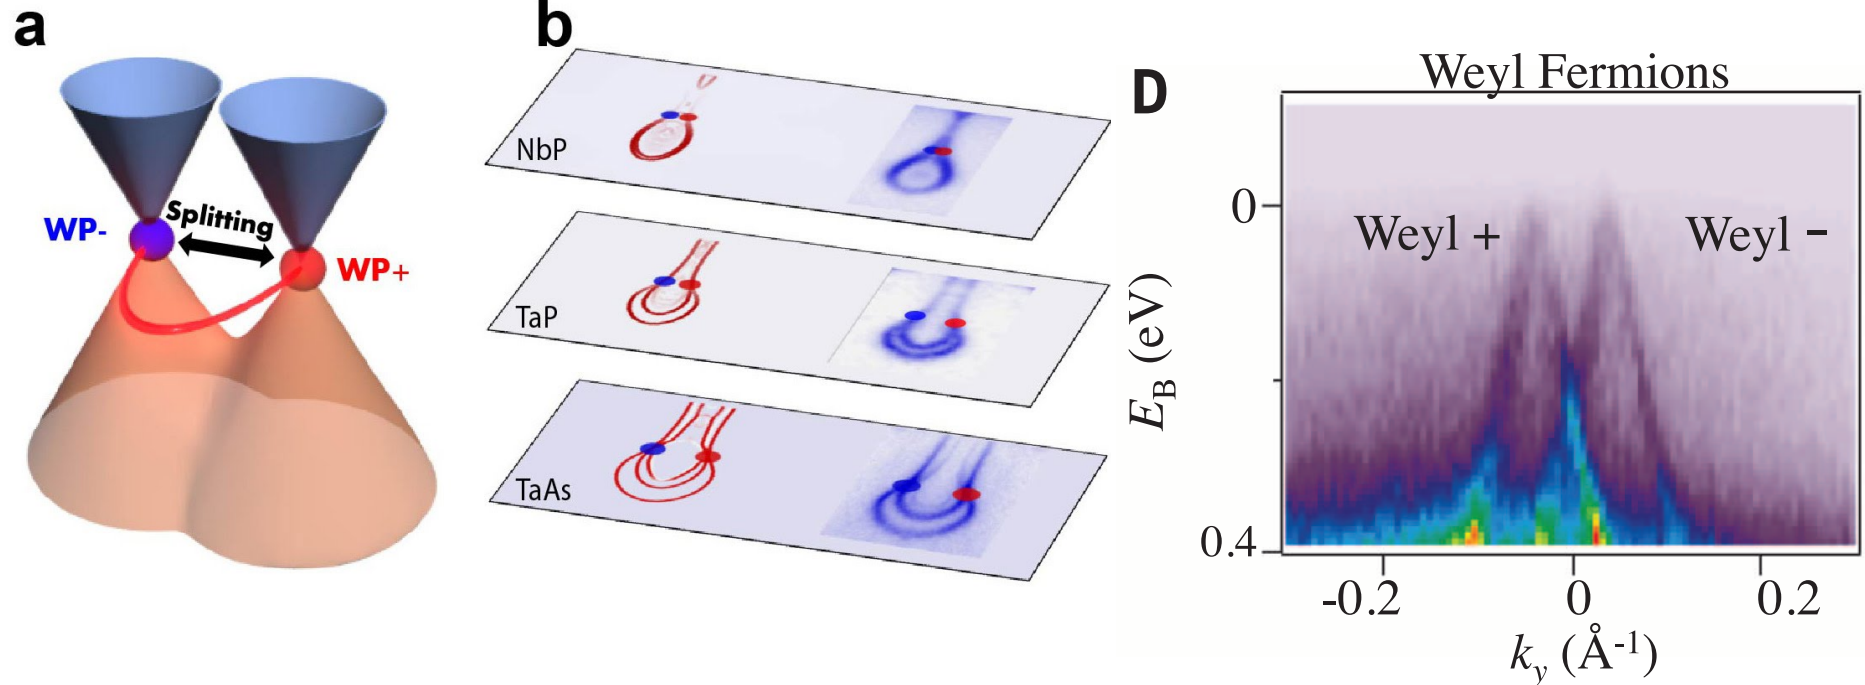 a
Splitting
WP-
WP+
b
NbP
TaP
TaAs
D
Weyl Fermions
Weyl +
Weyl -
0
0.4
E_B (eV)
-0.2
0
0.2
k_y (Å⁻¹)